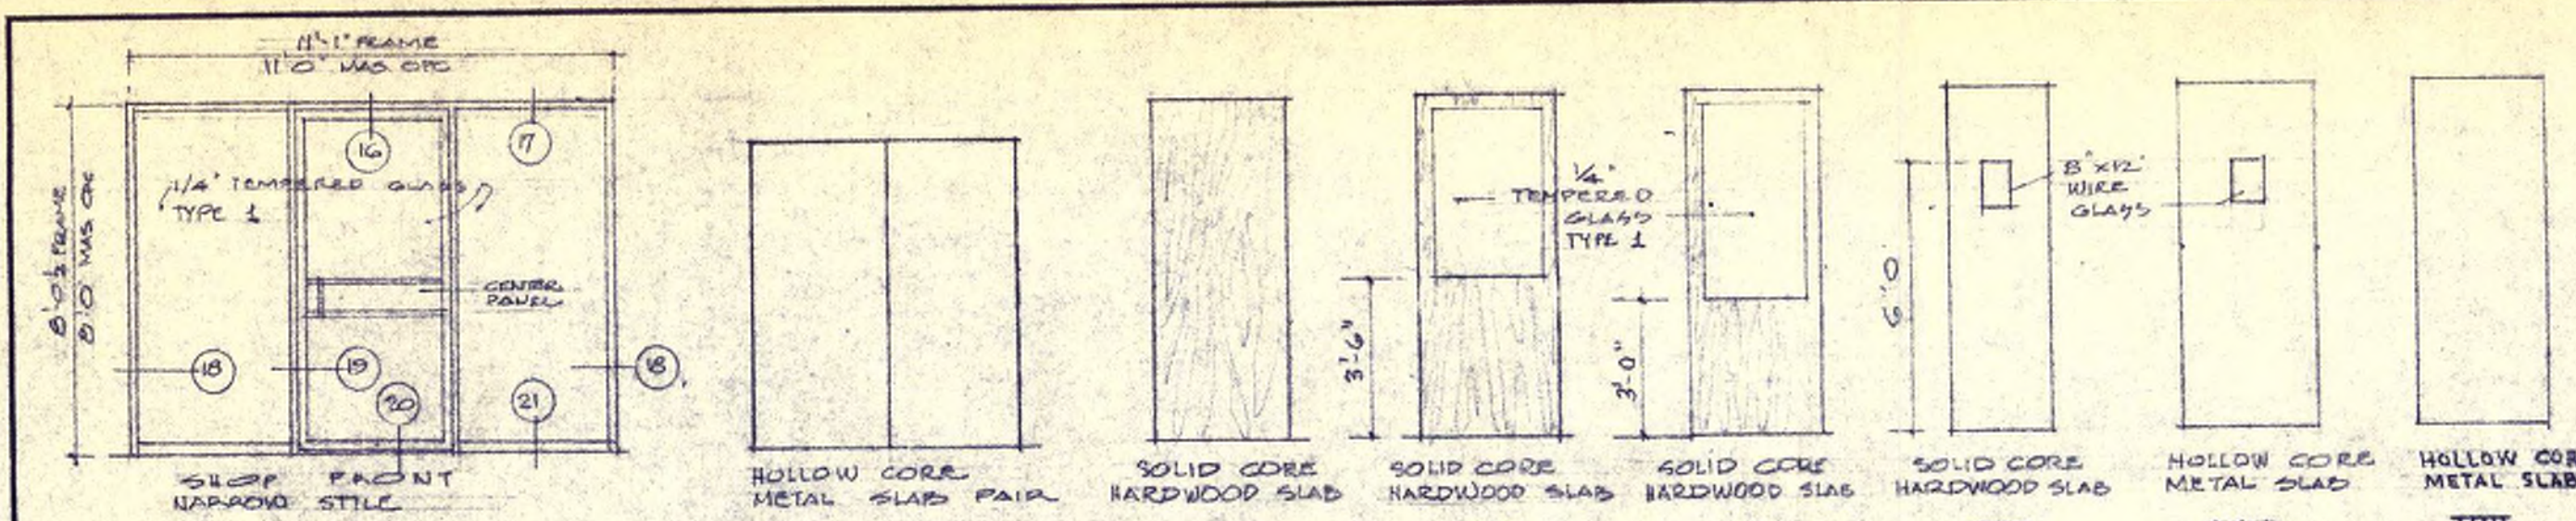 11'-1" FRAME
11'0" MAS OPG
8'-0½ FRAME
8'0" MAS OPG
16
17
1/4" TEMPERED GLASS
TYPE 1
CENTER
PANEL
18
19
20
21
18
SHOP FRONT
NARROW STILE
HOLLOW CORE
METAL SLAB PAIR
SOLID CORE
HARDWOOD SLAB
3'-6"
SOLID CORE
HARDWOOD SLAB
1/4"
TEMPERED
GLASS
TYPE 1
3'-0"
SOLID CORE
HARDWOOD SLAB
6'0
8"x12"
WIRE
GLASS
SOLID CORE
HARDWOOD SLAB
HOLLOW CORE
METAL SLAB
HOLLOW COR
METAL SLAB